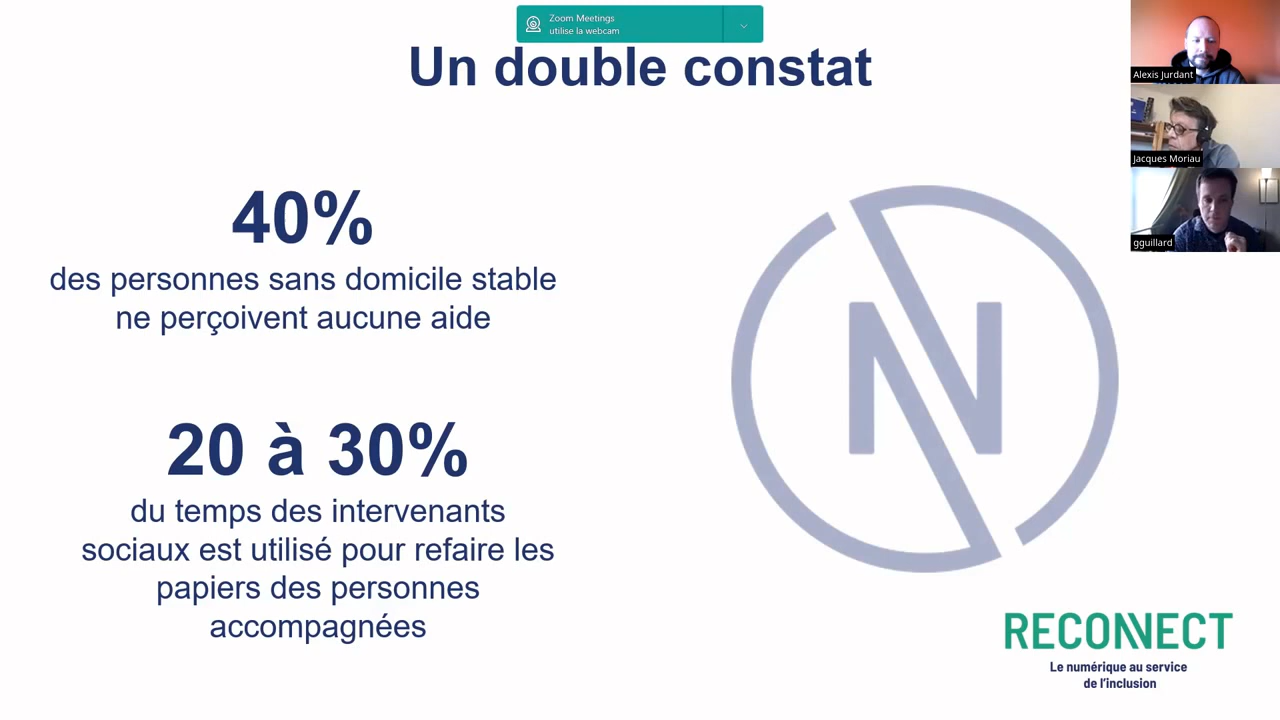 Zoom Meetings
utilise la webcam
Un double constat
40%
des personnes sans domicile stable
ne perçoivent aucune aide
20 à 30%
du temps des intervenants
sociaux est utilisé pour refaire les
papiers des personnes
accompagnées
N
RECONNECT
Le numérique au service
de l'inclusion
Alexis Jurdant
Jacques Moriau
gguillard